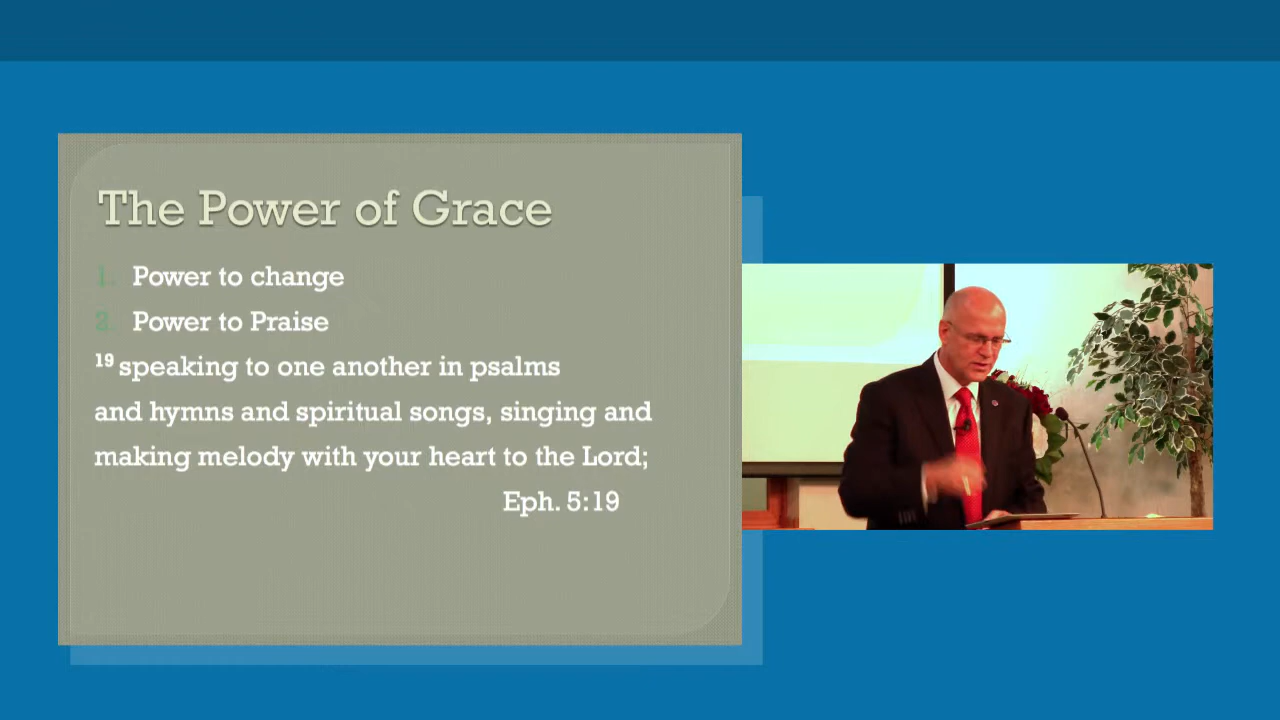 The Power of Grace
1. Power to change
2. Power to Praise
19 speaking to one another in psalms
and hymns and spiritual songs, singing and
making melody with your heart to the Lord;
Eph. 5:19